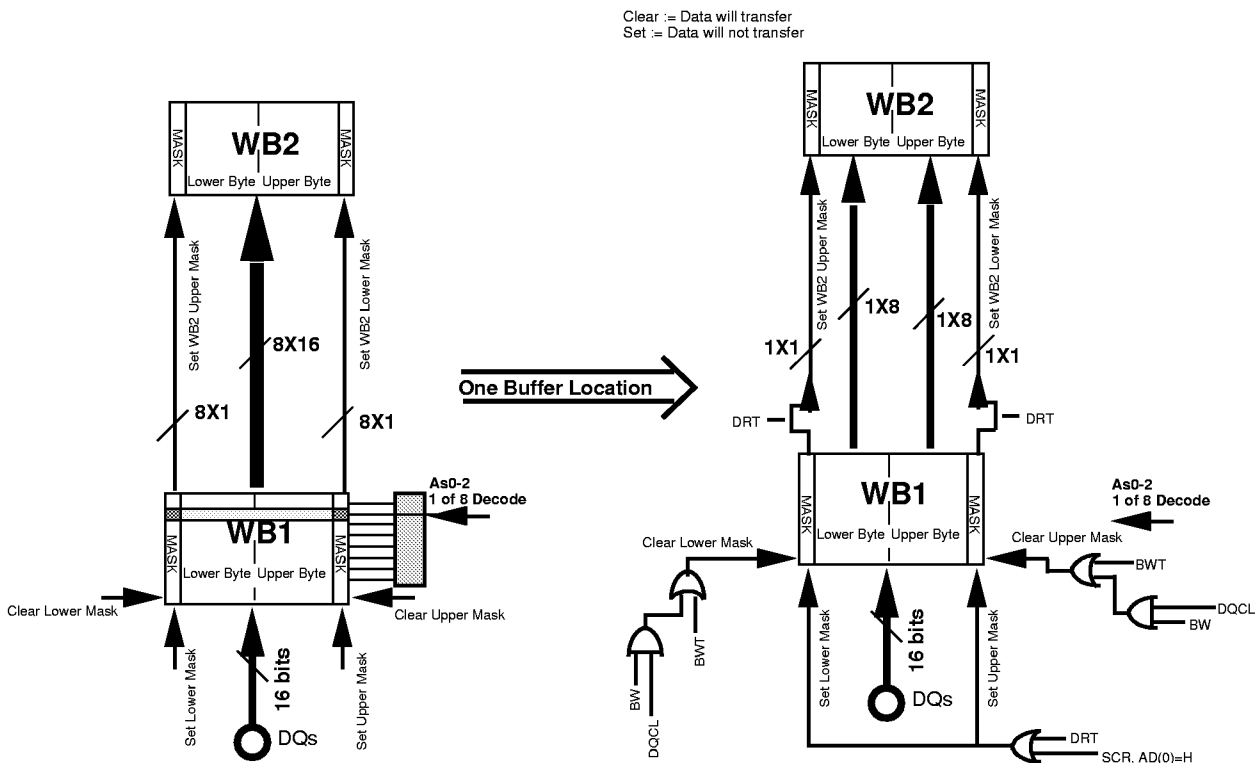 Clear := Data will transfer
Set := Data will not transfer
MASK
WB2
MASK
Lower Byte Upper Byte
Set WB2 Upper Mask
Set WB2 Lower Mask
8X16
8X1
8X1
As0-2
1 of 8 Decode
MASK
WB1
MASK
Lower Byte Upper Byte
Clear Lower Mask
Clear Upper Mask
Set Lower Mask
16 bits
Set Upper Mask
DQs
One Buffer Location
MASK
WB2
MASK
Lower Byte Upper Byte
Set WB2 Upper Mask
Set WB2 Lower Mask
1X8
1X8
1X1
1X1
DRT
DRT
MASK
WB1
MASK
Lower Byte Upper Byte
As0-2
1 of 8 Decode
Clear Lower Mask
Clear Upper Mask
BWT
DQCL
BW
BWT
BW
DQCL
Set Lower Mask
16 bits
Set Upper Mask
DQs
DRT
SCR, AD(0)=H